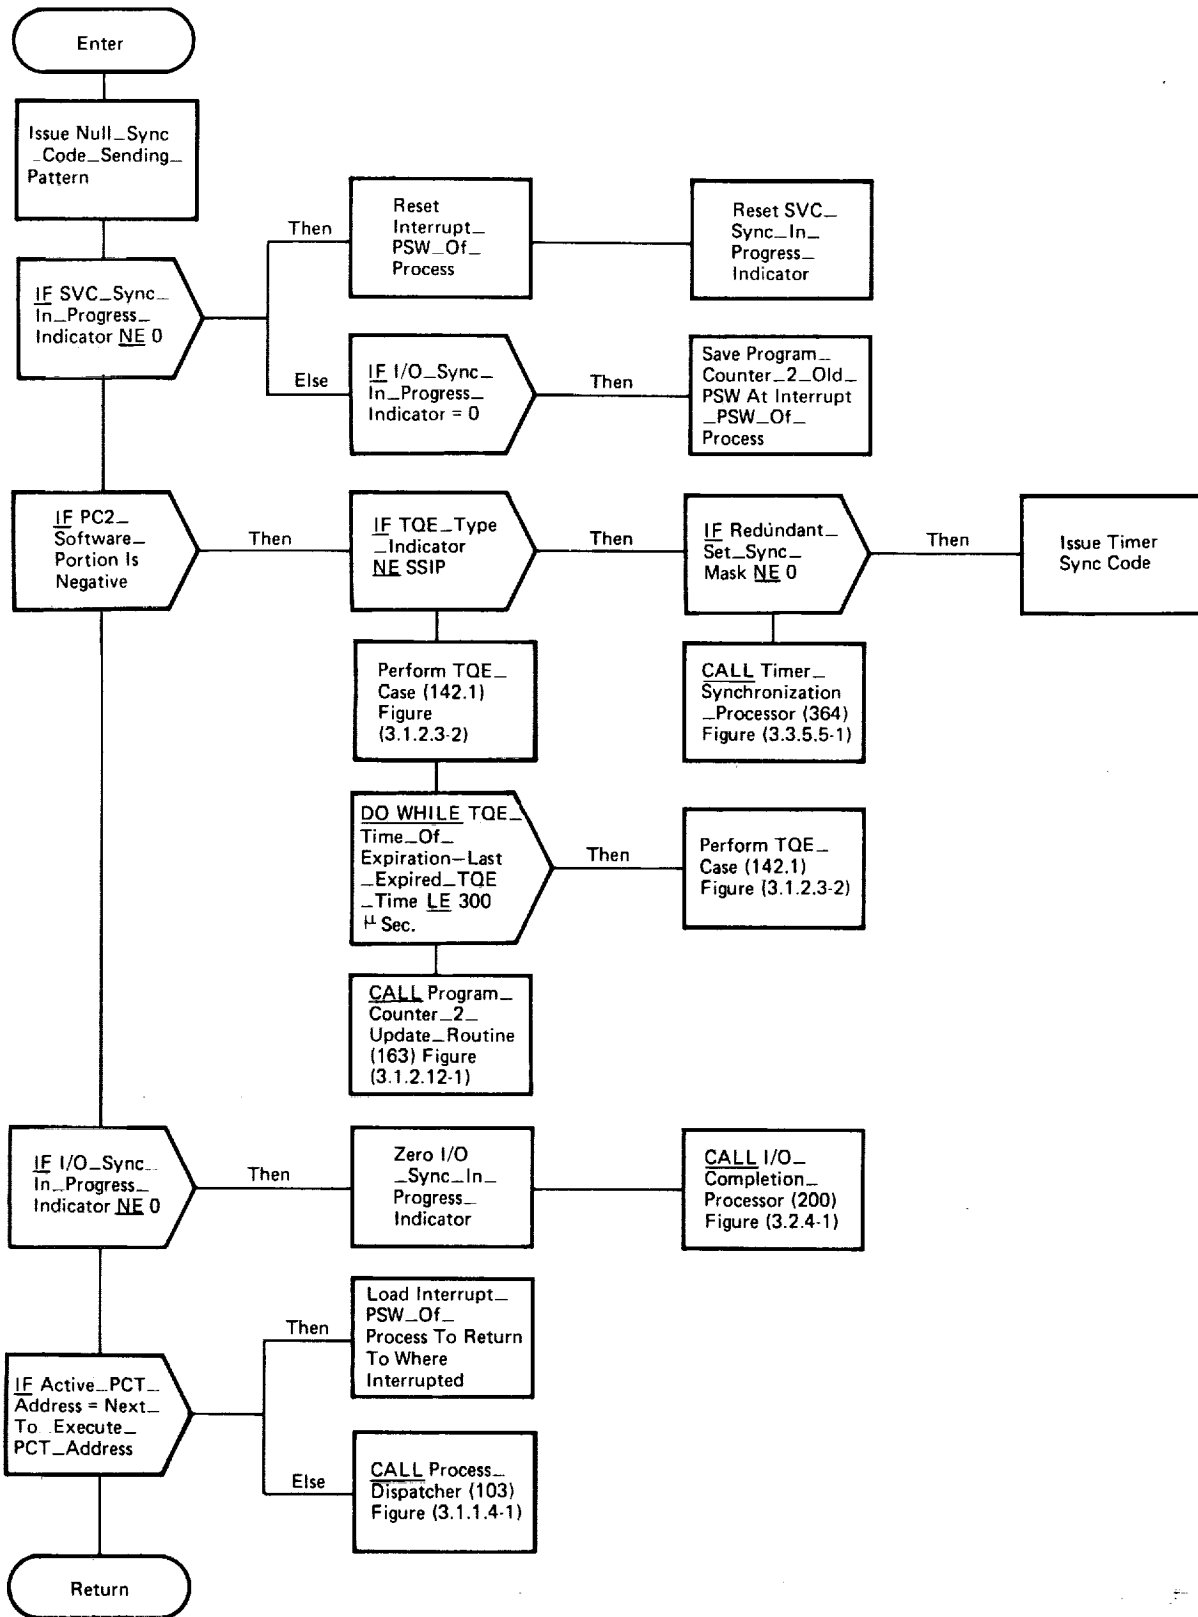 Enter
Issue Null_Sync
_Code_Sending_
Pattern
IF SVC_Sync_
In_Progress_
Indicator NE 0
Then
Reset
Interrupt_
PSW_Of_
Process
Reset SVC_
Sync_In_
Progress_
Indicator
Else
IF I/O_Sync_
In_Progress_
Indicator = 0
Then
Save Program_
Counter_2_Old_
PSW At Interrupt
_PSW_Of_
Process
IF PC2_
Software_
Portion Is
Negative
Then
IF TQE_Type
_Indicator
NE SSIP
Then
IF Redundant_
Set_Sync_
Mask NE 0
Then
Issue Timer
Sync Code
Perform TQE_
Case (142.1)
Figure
(3.1.2.3-2)
CALL Timer_
Synchronization
_Processor (364)
Figure (3.3.5.5-1)
DO WHILE TQE_
Time_Of_
Expiration—Last
_Expired_TQE
_Time LE 300
μ Sec.
Then
Perform TQE_
Case (142.1)
Figure (3.1.2.3-2)
CALL Program_
Counter_2_
Update_Routine
(163) Figure
(3.1.2.12-1)
IF I/O_Sync_
In_Progress_
Indicator NE 0
Then
Zero I/O
_Sync_In_
Progress_
Indicator
CALL I/O_
Completion_
Processor (200)
Figure (3.2.4-1)
IF Active_PCT_
Address = Next_
To_Execute_
PCT_Address
Then
Load Interrupt_
PSW_Of_
Process To Return
To Where
Interrupted
Else
CALL Process_
Dispatcher (103)
Figure (3.1.1.4-1)
Return